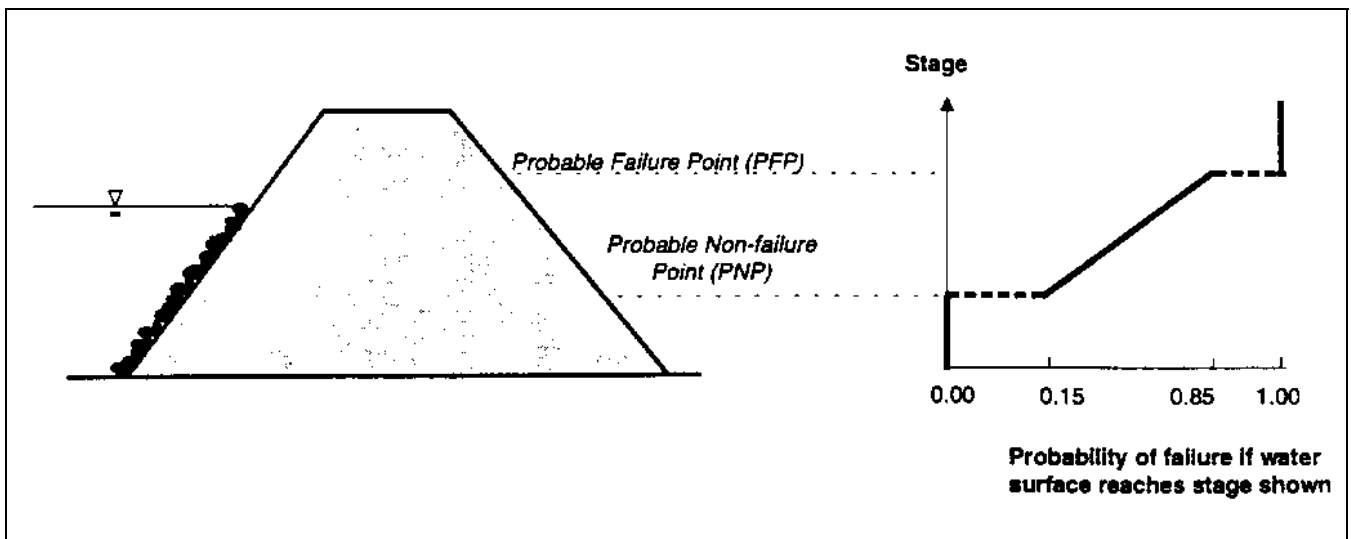 Stage
Probable Failure Point (PFP)
Probable Non-failure
Point (PNP)
0.00 0.15 0.85 1.00
Probability of failure if water
surface reaches stage shown